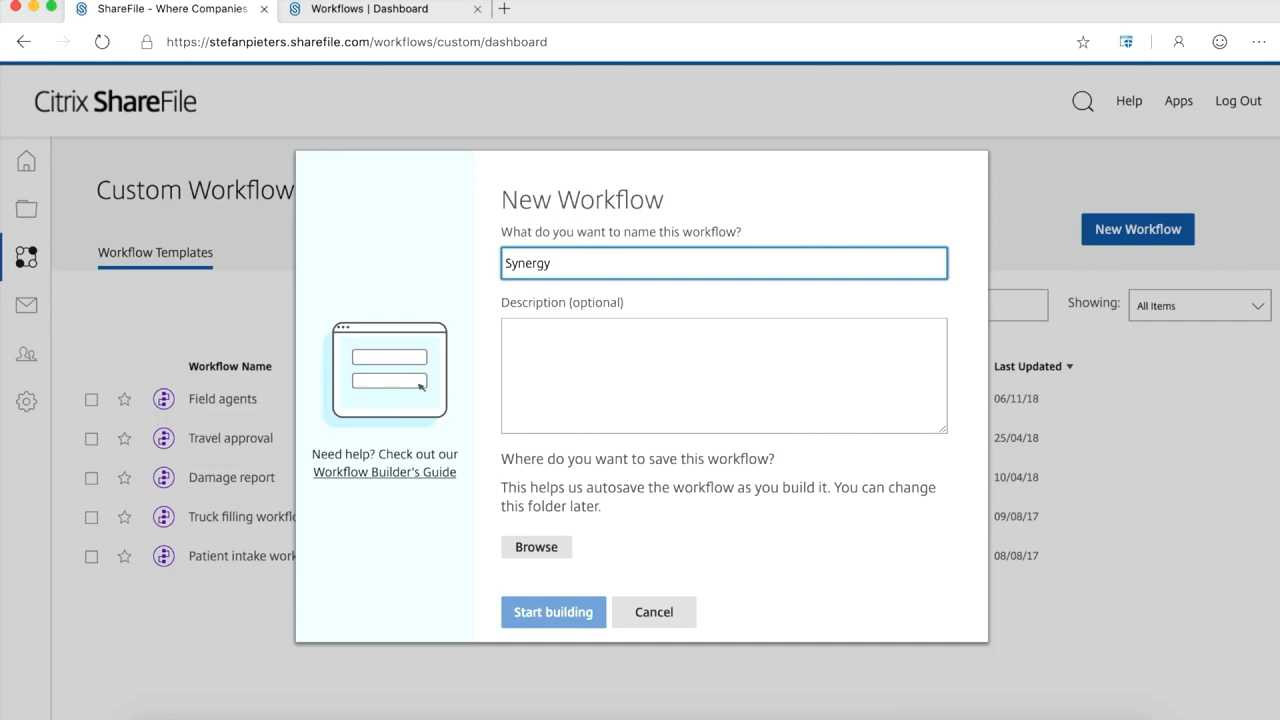 ShareFile - Where Companies
Workflows | Dashboard
https://stefanpieters.sharefile.com/workflows/custom/dashboard
Citrix ShareFile
Help
Apps
Log Out
Custom Workflow
New Workflow
Workflow Templates
Showing:
All Items
Workflow Name
Last Updated
Field agents
06/11/18
Travel approval
25/04/18
Damage report
10/04/18
Truck filling workflo
09/08/17
Patient intake work
08/08/17
Need help? Check out our
Workflow Builder's Guide
New Workflow
What do you want to name this workflow?
Synergy
Description (optional)
Where do you want to save this workflow?
This helps us autosave the workflow as you build it. You can change
this folder later.
Browse
Start building
Cancel